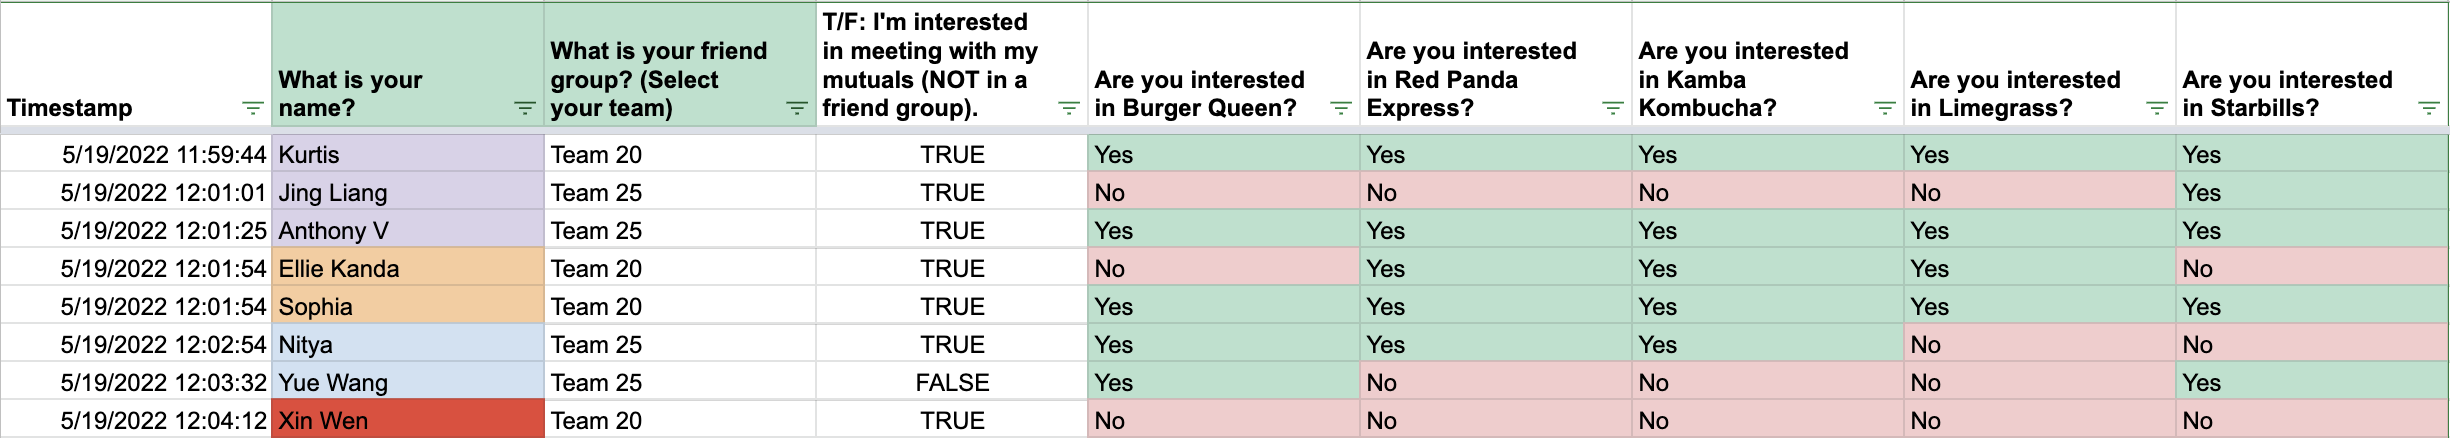 Timestamp What is your name? What is your friend group? (Select your team) T/F: I'm interested in meeting with my mutuals (NOT in a friend group). Are you interested in Burger Queen? Are you interested in Red Panda Express? Are you interested in Kamba Kombucha? Are you interested in Limegrass? Are you interested in Starbills?
5/19/2022 11:59:44 Kurtis Team 20 TRUE Yes Yes Yes Yes Yes
5/19/2022 12:01:01 Jing Liang Team 25 TRUE No No No No Yes
5/19/2022 12:01:25 Anthony V Team 25 TRUE Yes Yes Yes Yes Yes
5/19/2022 12:01:54 Ellie Kanda Team 20 TRUE No Yes Yes Yes No
5/19/2022 12:01:54 Sophia Team 20 TRUE Yes Yes Yes Yes Yes
5/19/2022 12:02:54 Nitya Team 25 TRUE Yes Yes Yes No No
5/19/2022 12:03:32 Yue Wang Team 25 FALSE Yes No No No Yes
5/19/2022 12:04:12 Xin Wen Team 20 TRUE No No No No No